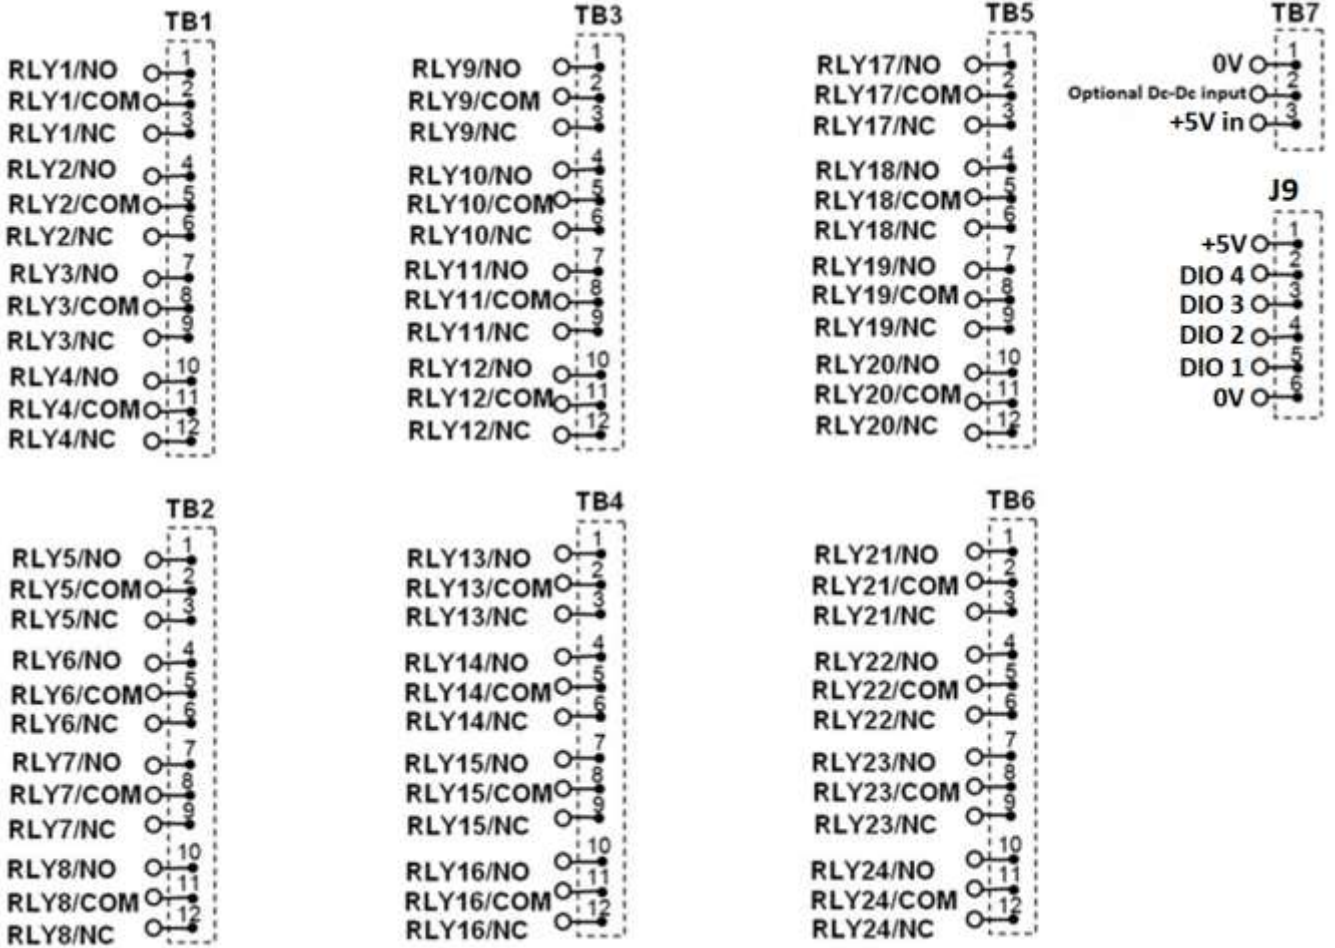 TB1
1
RLY1/NO
2
RLY1/COM
3
RLY1/NC
4
RLY2/NO
5
RLY2/COM
6
RLY2/NC
7
RLY3/NO
8
RLY3/COM
9
RLY3/NC
10
RLY4/NO
11
RLY4/COM
12
RLY4/NC
TB2
1
RLY5/NO
2
RLY5/COM
3
RLY5/NC
4
RLY6/NO
5
RLY6/COM
6
RLY6/NC
7
RLY7/NO
8
RLY7/COM
9
RLY7/NC
10
RLY8/NO
11
RLY8/COM
12
RLY8/NC
TB3
1
RLY9/NO
2
RLY9/COM
3
RLY9/NC
4
RLY10/NO
5
RLY10/COM
6
RLY10/NC
7
RLY11/NO
8
RLY11/COM
9
RLY11/NC
10
RLY12/NO
11
RLY12/COM
12
RLY12/NC
TB4
1
RLY13/NO
2
RLY13/COM
3
RLY13/NC
4
RLY14/NO
5
RLY14/COM
6
RLY14/NC
7
RLY15/NO
8
RLY15/COM
9
RLY15/NC
10
RLY16/NO
11
RLY16/COM
12
RLY16/NC
TB5
1
RLY17/NO
2
RLY17/COM
3
RLY17/NC
4
RLY18/NO
5
RLY18/COM
6
RLY18/NC
7
RLY19/NO
8
RLY19/COM
9
RLY19/NC
10
RLY20/NO
11
RLY20/COM
12
RLY20/NC
TB6
1
RLY21/NO
2
RLY21/COM
3
RLY21/NC
4
RLY22/NO
5
RLY22/COM
6
RLY22/NC
7
RLY23/NO
8
RLY23/COM
9
RLY23/NC
10
RLY24/NO
11
RLY24/COM
12
RLY24/NC
TB7
1
0V
2
Optional Dc-Dc input
3
+5V in
J9
1
+5V
2
DIO 4
3
DIO 3
4
DIO 2
5
DIO 1
6
0V